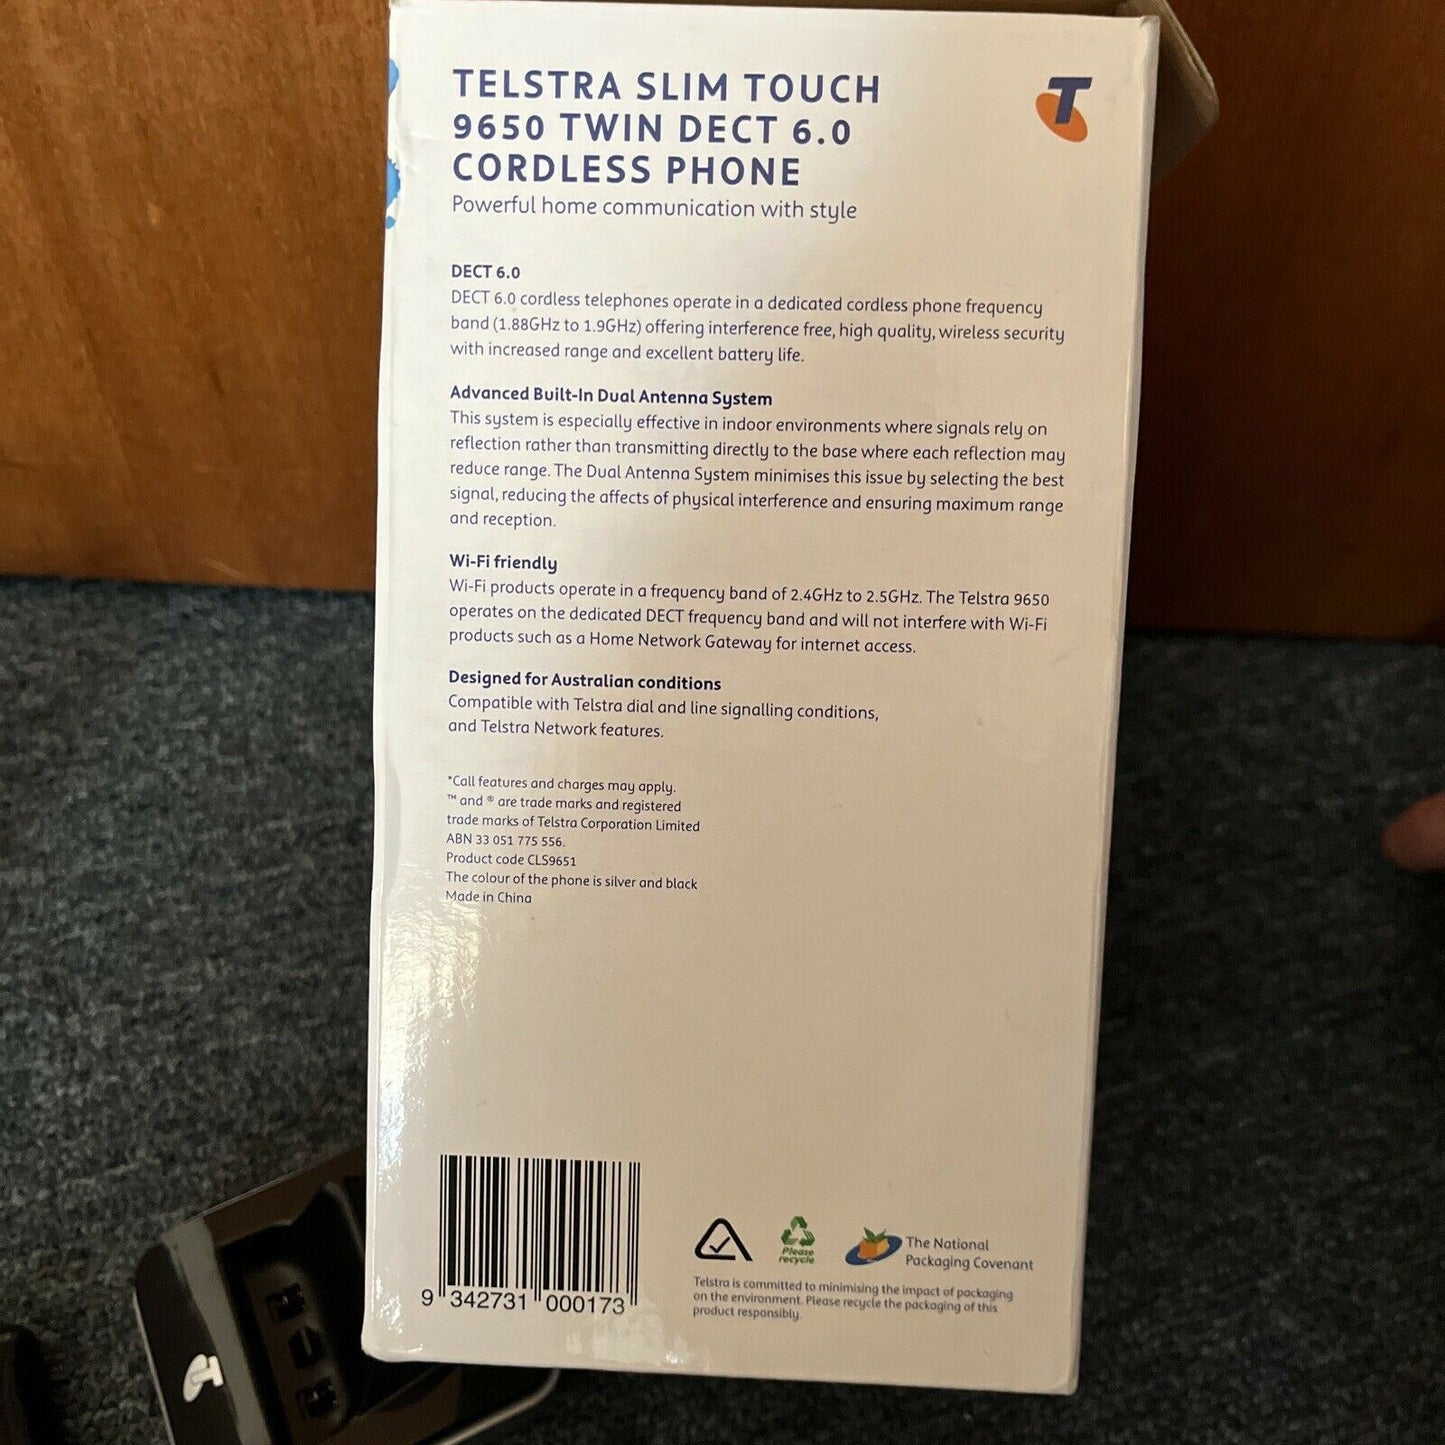 TELSTRA SLIM TOUCH
9650 TWIN DECT 6.0
CORDLESS PHONE
Powerful home communication with style
T
DECT 6.0
DECT 6.0 cordless telephones operate in a dedicated cordless phone frequency
band (1.88GHz to 1.9GHz) offering interference free, high quality, wireless security
with increased range and excellent battery life.
Advanced Built-In Dual Antenna System
This system is especially effective in indoor environments where signals rely on
reflection rather than transmitting directly to the base where each reflection may
reduce range. The Dual Antenna System minimises this issue by selecting the best
signal, reducing the affects of physical interference and ensuring maximum range
and reception.
Wi-Fi friendly
Wi-Fi products operate in a frequency band of 2.4GHz to 2.5GHz. The Telstra 9650
operates on the dedicated DECT frequency band and will not interfere with Wi-Fi
products such as a Home Network Gateway for internet access.
Designed for Australian conditions
Compatible with Telstra dial and line signalling conditions,
and Telstra Network features.
*Call features and charges may apply.
™ and ® are trade marks and registered
trade marks of Telstra Corporation Limited
ABN 33 051 775 556.
Product code CLS9651
The colour of the phone is silver and black
Made in China
9 342731 000173
Please
recycle
The National
Packaging Covenant
Telstra is committed to minimising the impact of packaging
on the environment. Please recycle the packaging of this
product responsibly.
T